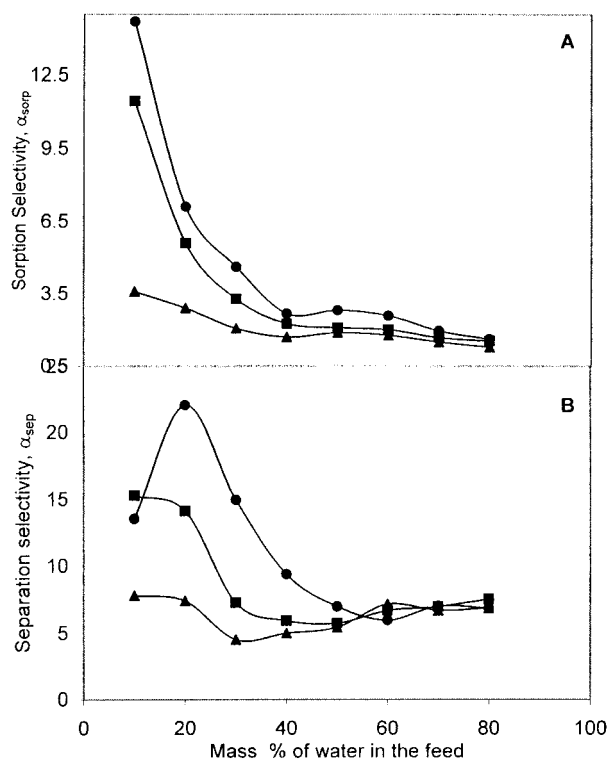 A
12.5
9.5
6.5
3.5
Sorption Selectivity, αsorp
0.5
25
B
20
15
10
5
0
Separation selectivity, αsep
0 20 40 60 80 100
Mass % of water in the feed